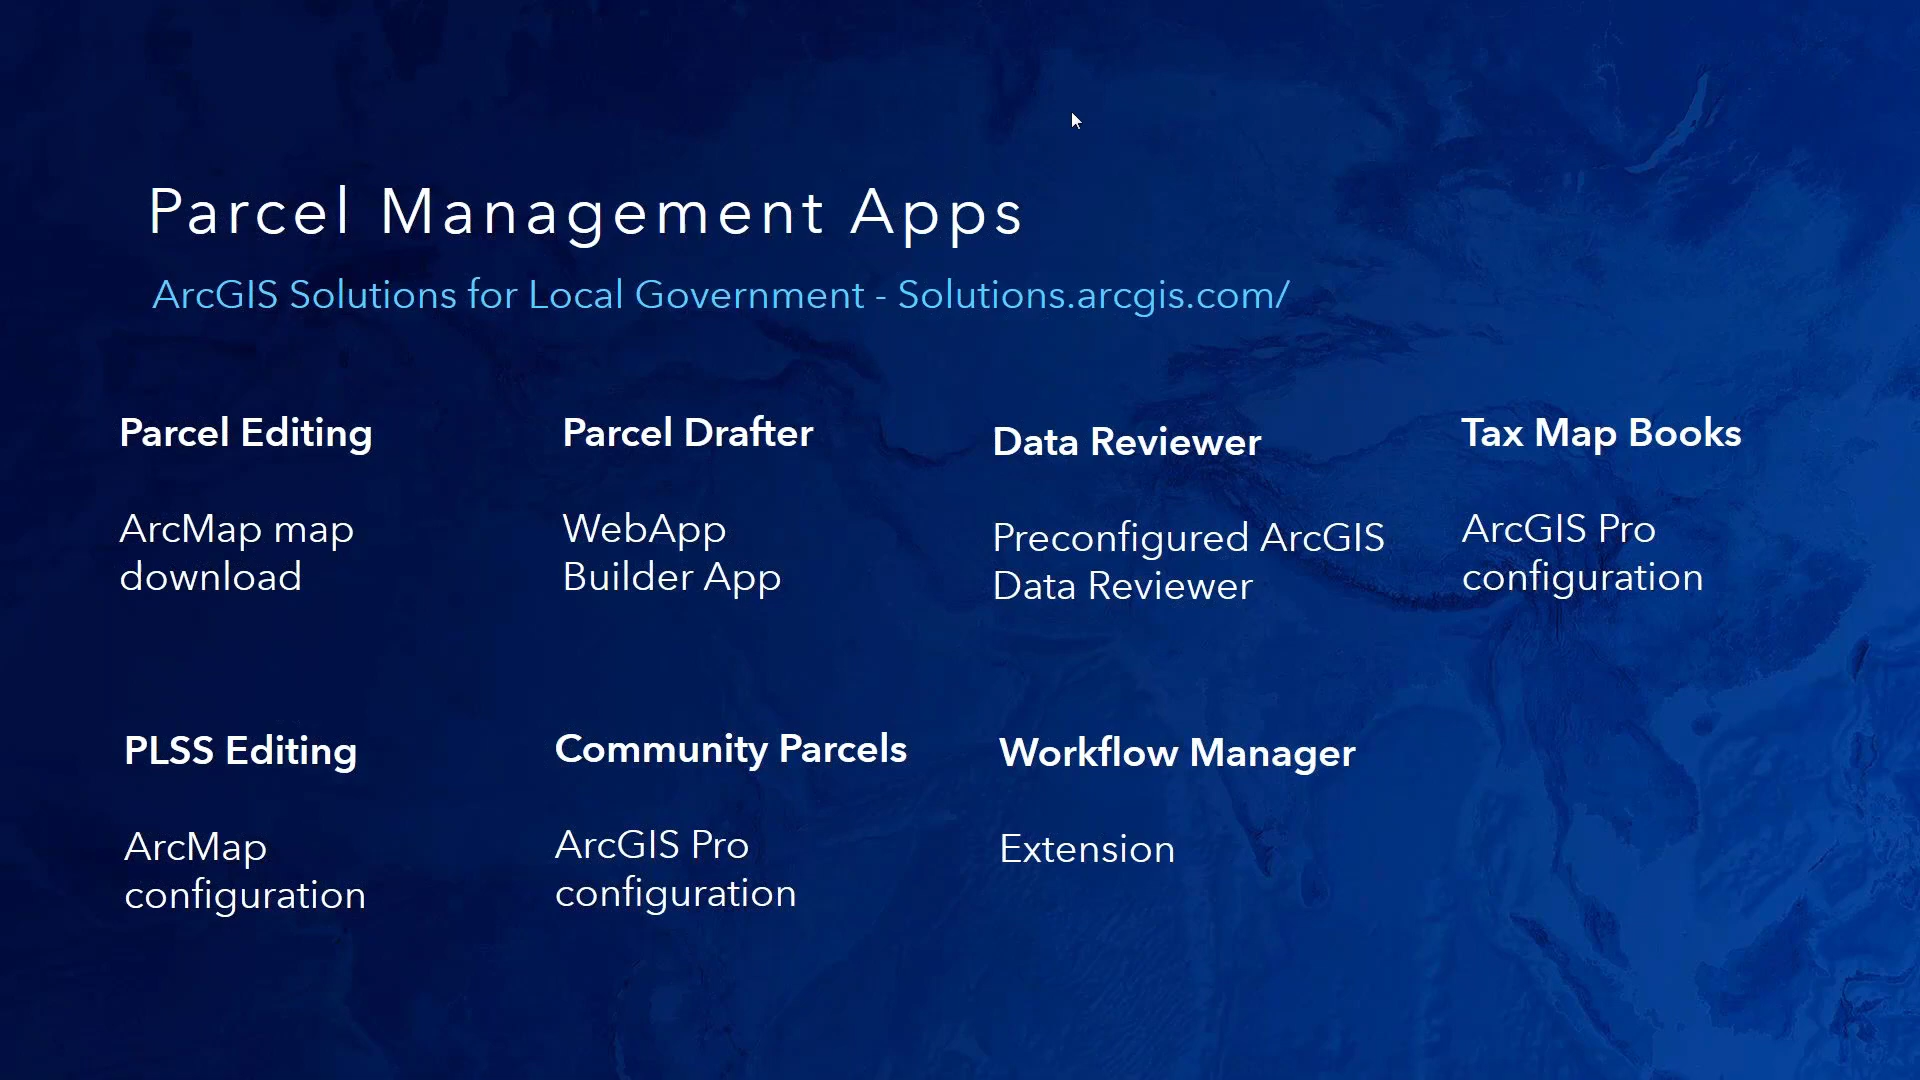 Parcel Management Apps
ArcGIS Solutions for Local Government - Solutions.arcgis.com/
Parcel Editing
ArcMap map
download
Parcel Drafter
WebApp
Builder App
Data Reviewer
Preconfigured ArcGIS
Data Reviewer
Tax Map Books
ArcGIS Pro
configuration
PLSS Editing
ArcMap
configuration
Community Parcels
ArcGIS Pro
configuration
Workflow Manager
Extension